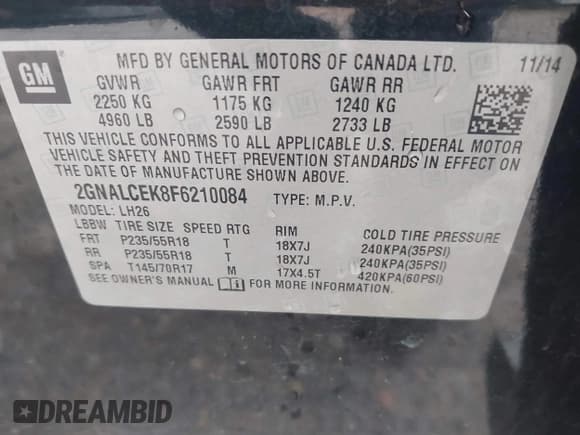 GM
MFD BY GENERAL MOTORS OF CANADA LTD. 11/14
GVWR GAWR FRT GAWR RR
2250 KG 1175 KG 1240 KG
4960 LB 2590 LB 2733 LB
THIS VEHICLE CONFORMS TO ALL APPLICABLE U.S. FEDERAL MOTOR
VEHICLE SAFETY AND THEFT PREVENTION STANDARDS IN EFFECT ON
THE DATE OF MANUFACTURE SHOWN ABOVE.
2GNALCEK8F6210084 TYPE: M.P.V.
MODEL: LH26
LBBW TIRE SIZE SPEED RTG RIM COLD TIRE PRESSURE
FRT P235/55R18 T 18X7J 240KPA(35PSI)
RR P235/55R18 T 18X7J 240KPA(35PSI)
SPA T145/70R17 M 17X4.5T 420KPA(60PSI)
SEE OWNER'S MANUAL FOR MORE INFORMATION.
DREAMBID